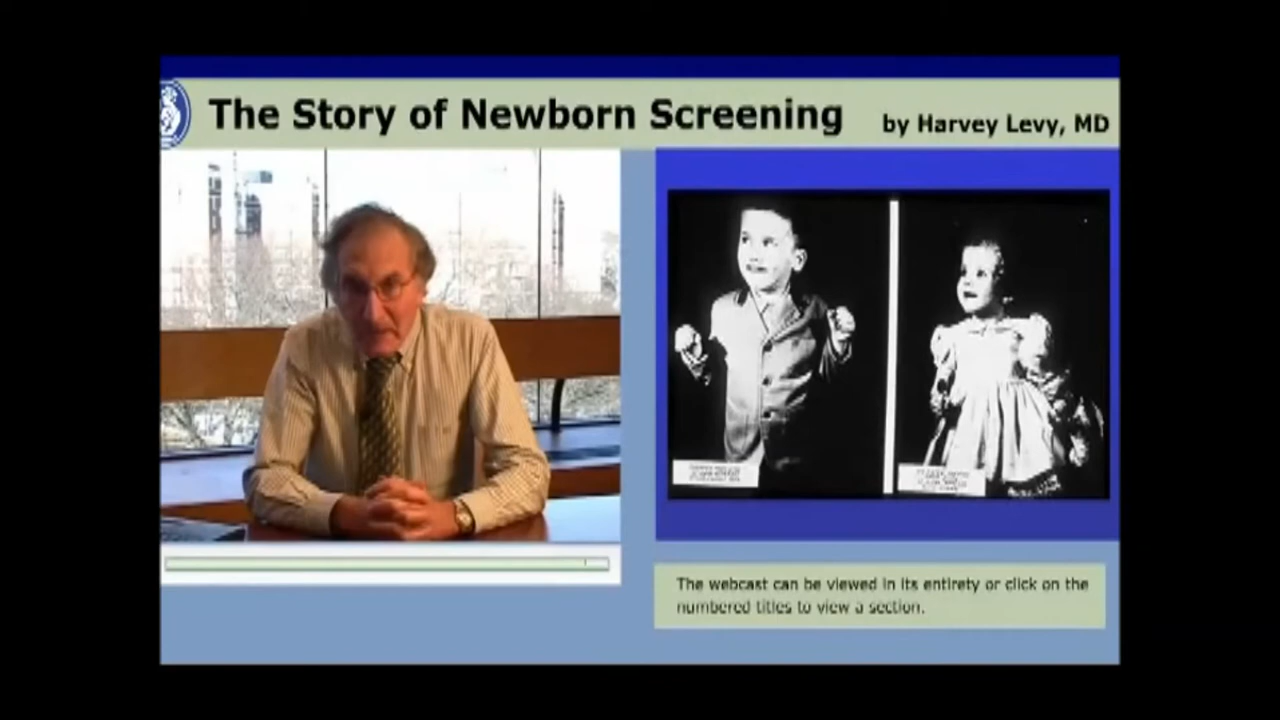 The Story of Newborn Screening
by Harvey Levy, MD
The webcast can be viewed in its entirety or click on the
numbered titles to view a section.